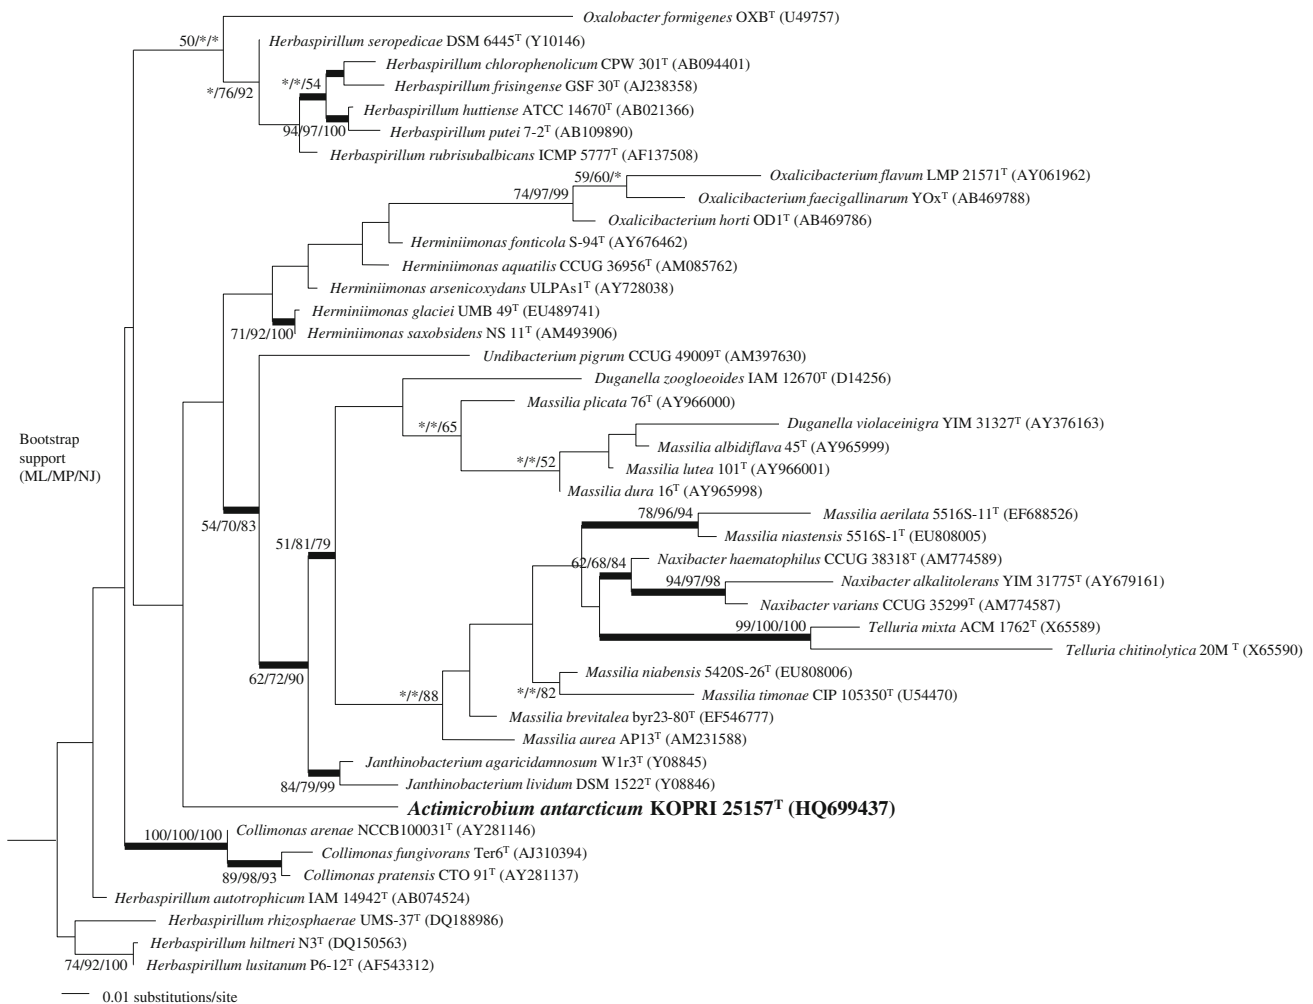 Oxalobacter formigenes OXBT (U49757)
50/*/*
Herbaspirillum seropedicae DSM 6445T (Y10146)
Herbaspirillum chlorophenolicum CPW 301T (AB094401)
*/*/54
Herbaspirillum frisingense GSF 30T (AJ238358)
*/76/92
Herbaspirillum huttiense ATCC 14670T (AB021366)
94/97/100
Herbaspirillum putei 7-2T (AB109890)
Herbaspirillum rubrisubalbicans ICMP 5777T (AF137508)
59/60/*
Oxalicibacterium flavum LMP 21571T (AY061962)
74/97/99
Oxalicibacterium faecigallinarum YOxT (AB469788)
Oxalicibacterium horti OD1T (AB469786)
Herminiimonas fonticola S-94T (AY676462)
Herminiimonas aquatilis CCUG 36956T (AM085762)
Herminiimonas arsenicoxydans ULPAs1T (AY728038)
Herminiimonas glaciei UMB 49T (EU489741)
71/92/100
Herminiimonas saxobsidens NS 11T (AM493906)
Undibacterium pigrum CCUG 49009T (AM397630)
Duganella zoogloeoides IAM 12670T (D14256)
Massilia plicata 76T (AY966000)
*/*/65
Duganella violaceinigra YIM 31327T (AY376163)
Bootstrap
support
(ML/MP/NJ)
Massilia albidiflava 45T (AY965999)
*/*/52
Massilia lutea 101T (AY966001)
Massilia dura 16T (AY965998)
78/96/94
Massilia aerilata 5516S-11T (EF688526)
54/70/83
Massilia niastensis 5516S-1T (EU808005)
51/81/79
62/68/84
Naxibacter haematophilus CCUG 38318T (AM774589)
94/97/98
Naxibacter alkalitolerans YIM 31775T (AY679161)
Naxibacter varians CCUG 35299T (AM774587)
99/100/100
Telluria mixta ACM 1762T (X65589)
Telluria chitinolytica 20M T (X65590)
62/72/90
Massilia niabensis 5420S-26T (EU808006)
*/*/88
*/*/82
Massilia timonae CIP 105350T (U54470)
Massilia brevitalea byr23-80T (EF546777)
Massilia aurea AP13T (AM231588)
Janthinobacterium agaricidamnosum W1r3T (Y08845)
84/79/99
Janthinobacterium lividum DSM 1522T (Y08846)
Actimicrobium antarcticum KOPRI 25157T (HQ699437)
100/100/100
Collimonas arenae NCCB100031T (AY281146)
Collimonas fungivorans Ter6T (AJ310394)
89/98/93
Collimonas pratensis CTO 91T (AY281137)
Herbaspirillum autotrophicum IAM 14942T (AB074524)
Herbaspirillum rhizosphaerae UMS-37T (DQ188986)
Herbaspirillum hiltneri N3T (DQ150563)
74/92/100
Herbaspirillum lusitanum P6-12T (AF543312)
0.01 substitutions/site